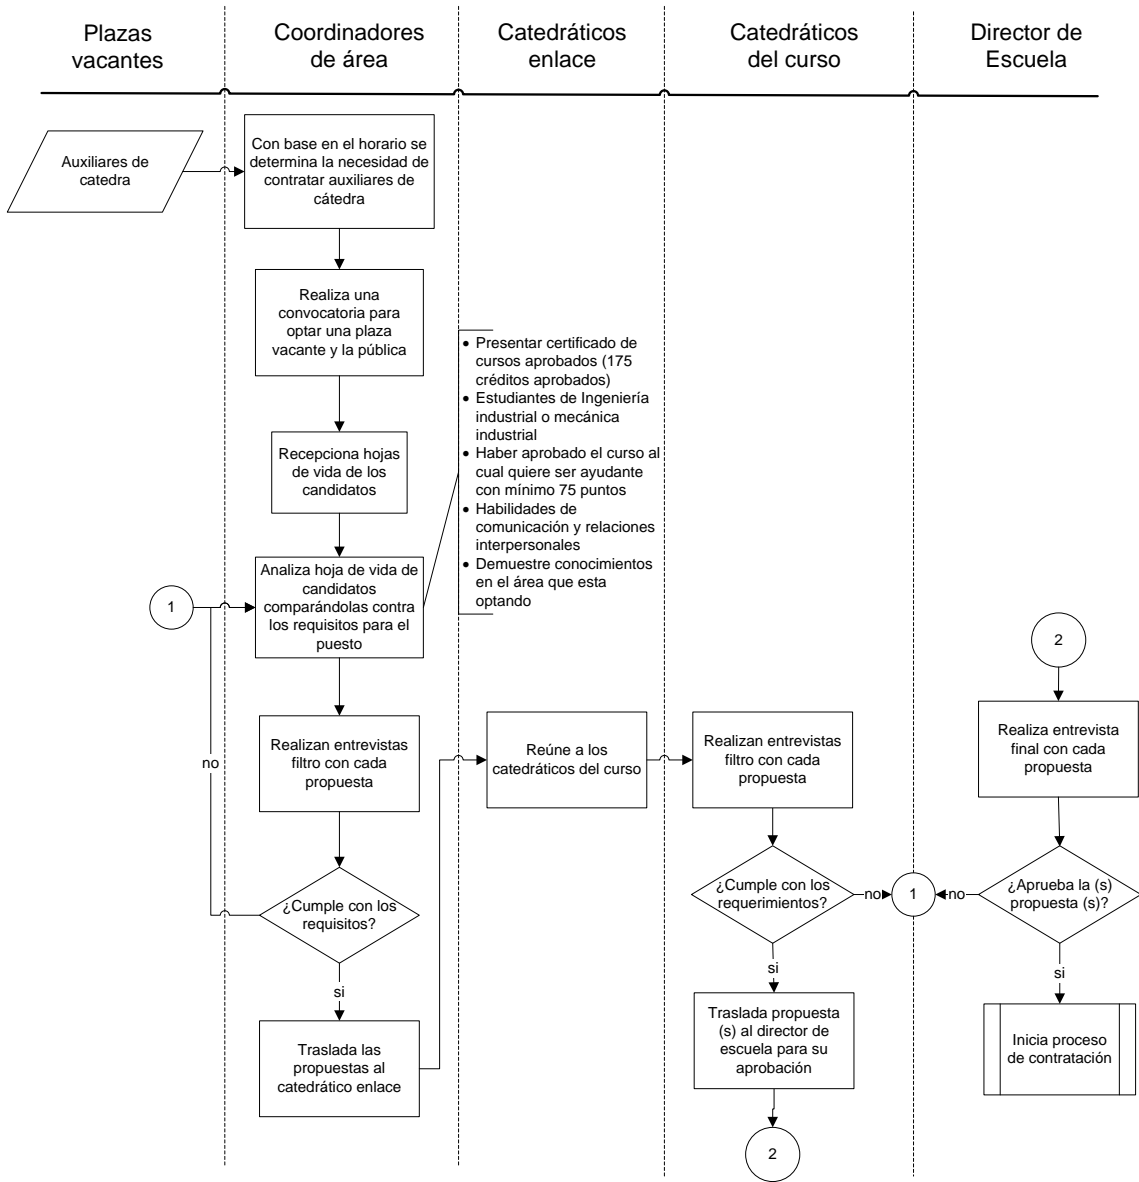 Plazas
vacantes
Coordinadores
de área
Catedráticos
enlace
Catedráticos
del curso
Director de
Escuela
Auxiliares de
catedra
Con base en el horario se
determina la necesidad de
contratar auxiliares de
cátedra
Realiza una
convocatoria para
optar una plaza
vacante y la pública
Recepciona hojas
de vida de los
candidatos
• Presentar certificado de
cursos aprobados (175
créditos aprobados)
• Estudiantes de Ingeniería
industrial o mecánica
industrial
• Haber aprobado el curso al
cual quiere ser ayudante
con mínimo 75 puntos
• Habilidades de
comunicación y relaciones
interpersonales
• Demuestre conocimientos
en el área que esta
optando
1
Analiza hoja de vida de
candidatos
comparándolas contra
los requisitos para el
puesto
Realizan entrevistas
filtro con cada
propuesta
no
¿Cumple con los
requisitos?
si
Traslada las
propuestas al
catedrático enlace
Reúne a los
catedráticos del curso
Realizan entrevistas
filtro con cada
propuesta
¿Cumple con los
requerimientos?
no
1
si
Traslada propuesta
(s) al director de
escuela para su
aprobación
2
2
Realiza entrevista
final con cada
propuesta
¿Aprueba la (s)
propuesta (s)?
no
si
Inicia proceso
de contratación